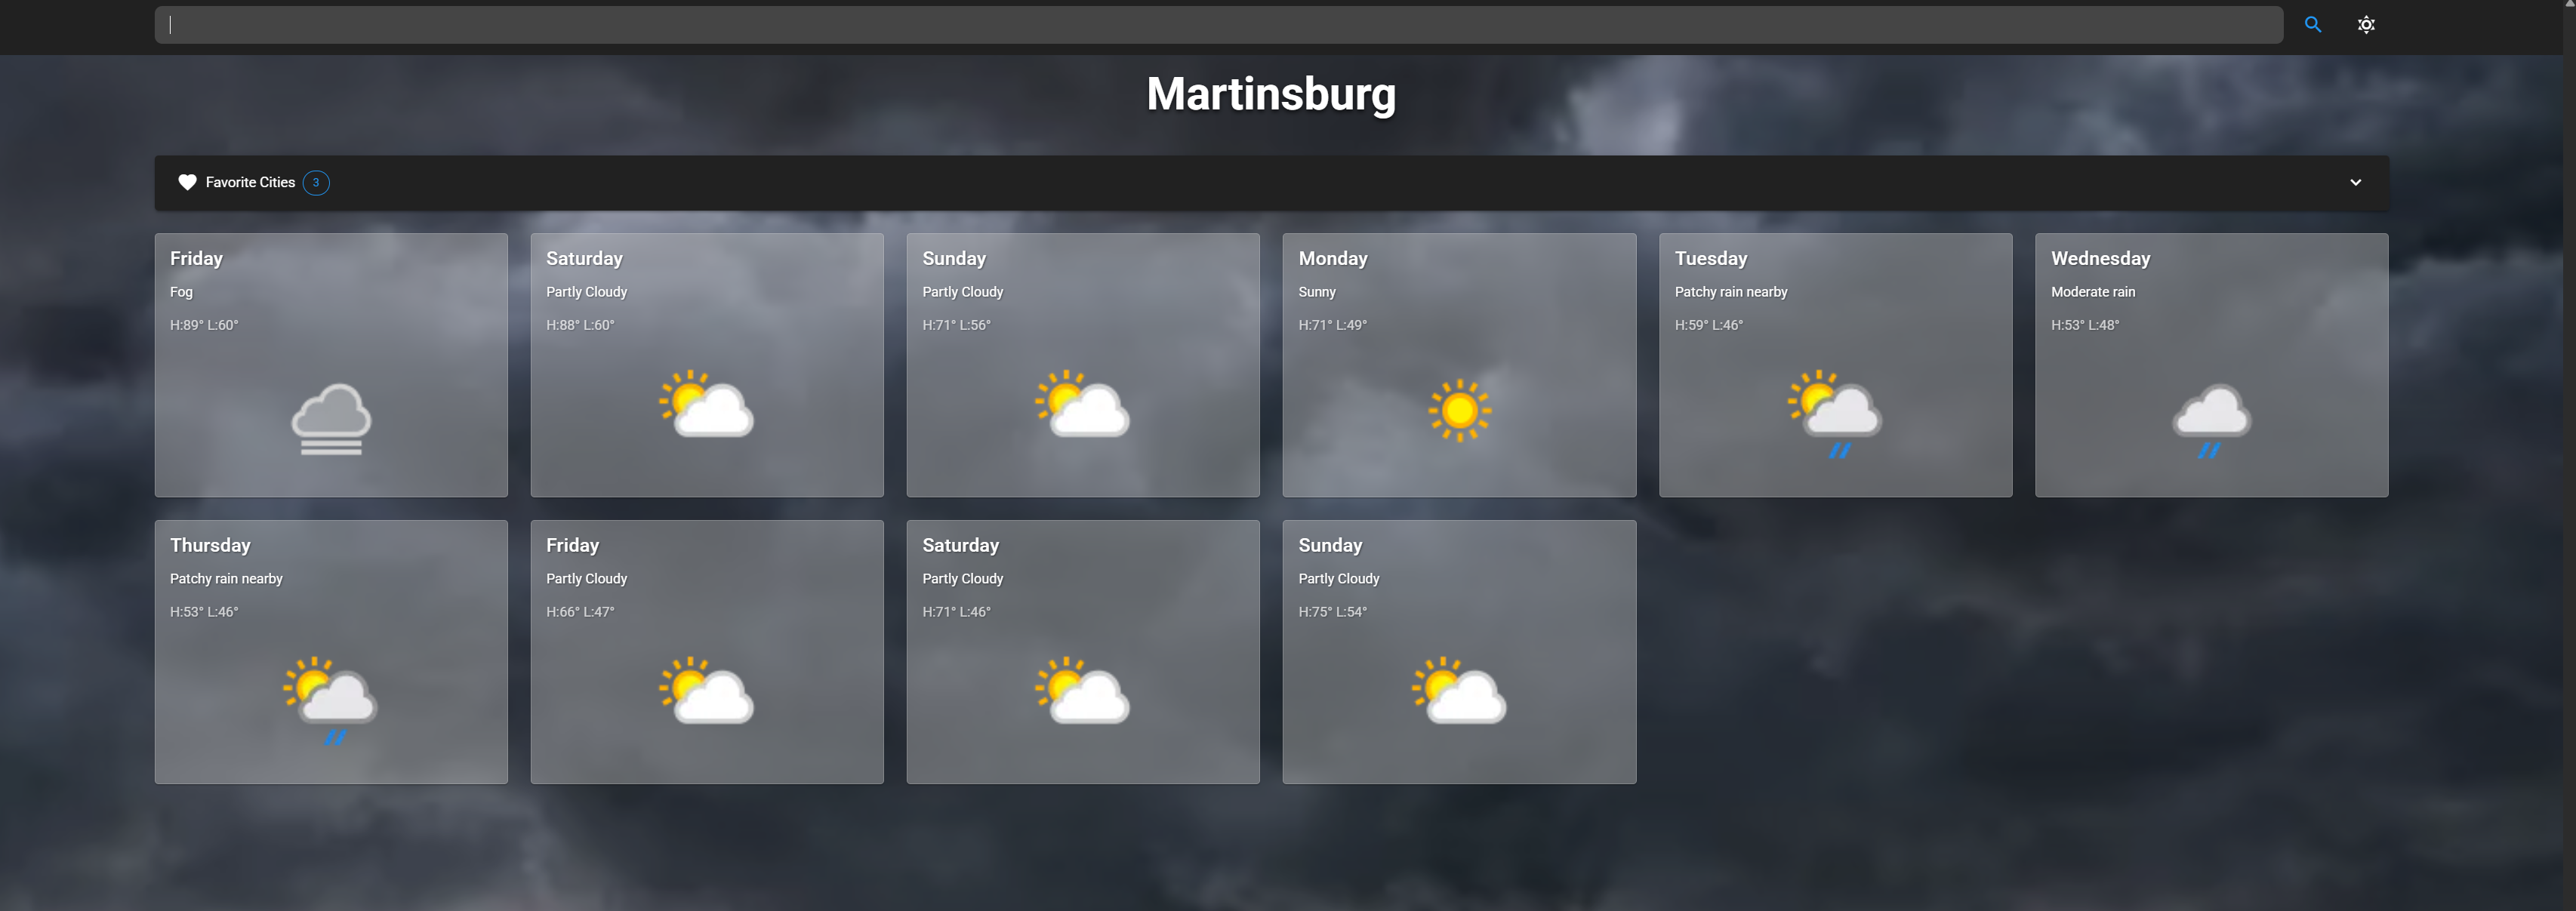 Martinsburg
Favorite Cities 3
Friday
Fog
H:89° L:60°
Saturday
Partly Cloudy
H:88° L:60°
Sunday
Partly Cloudy
H:71° L:56°
Monday
Sunny
H:71° L:49°
Tuesday
Patchy rain nearby
H:59° L:46°
Wednesday
Moderate rain
H:53° L:48°
Thursday
Patchy rain nearby
H:53° L:46°
Friday
Partly Cloudy
H:66° L:47°
Saturday
Partly Cloudy
H:71° L:46°
Sunday
Partly Cloudy
H:75° L:54°